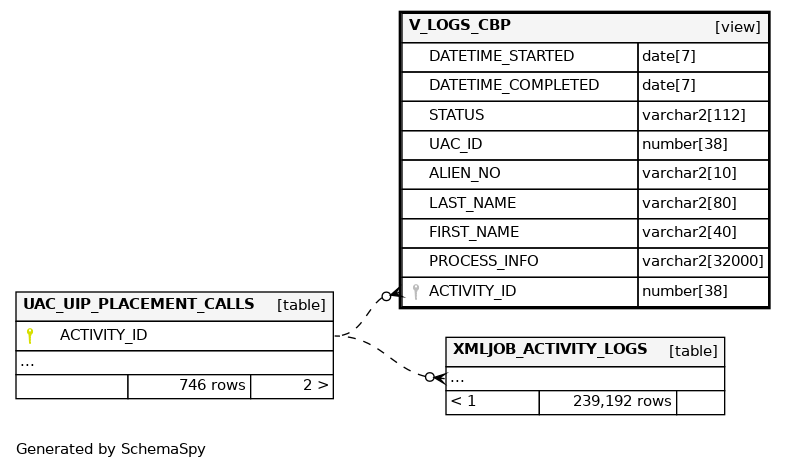 V_LOGS_CBP [view]
DATETIME_STARTED date[7]
DATETIME_COMPLETED date[7]
STATUS varchar2[112]
UAC_ID number[38]
ALIEN_NO varchar2[10]
LAST_NAME varchar2[80]
FIRST_NAME varchar2[40]
PROCESS_INFO varchar2[32000]
ACTIVITY_ID number[38]
UAC_UIP_PLACEMENT_CALLS [table]
ACTIVITY_ID
...
746 rows 2 >
XMLJOB_ACTIVITY_LOGS [table]
...
< 1 239,192 rows
Generated by SchemaSpy